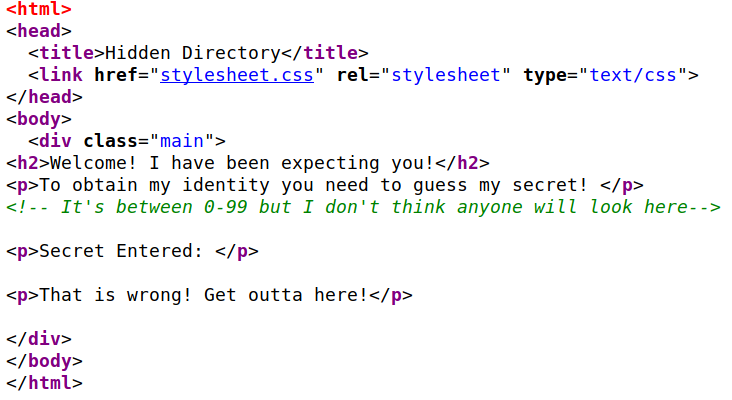 <html>
<head>
  <title>Hidden Directory</title>
  <link href="stylesheet.css" rel="stylesheet" type="text/css">
</head>
<body>
  <div class="main">
<h2>Welcome! I have been expecting you!</h2>
<p>To obtain my identity you need to guess my secret! </p>
<!-- It's between 0-99 but I don't think anyone will look here-->
<p>Secret Entered: </p>
<p>That is wrong! Get outta here!</p>
</div>
</body>
</html>